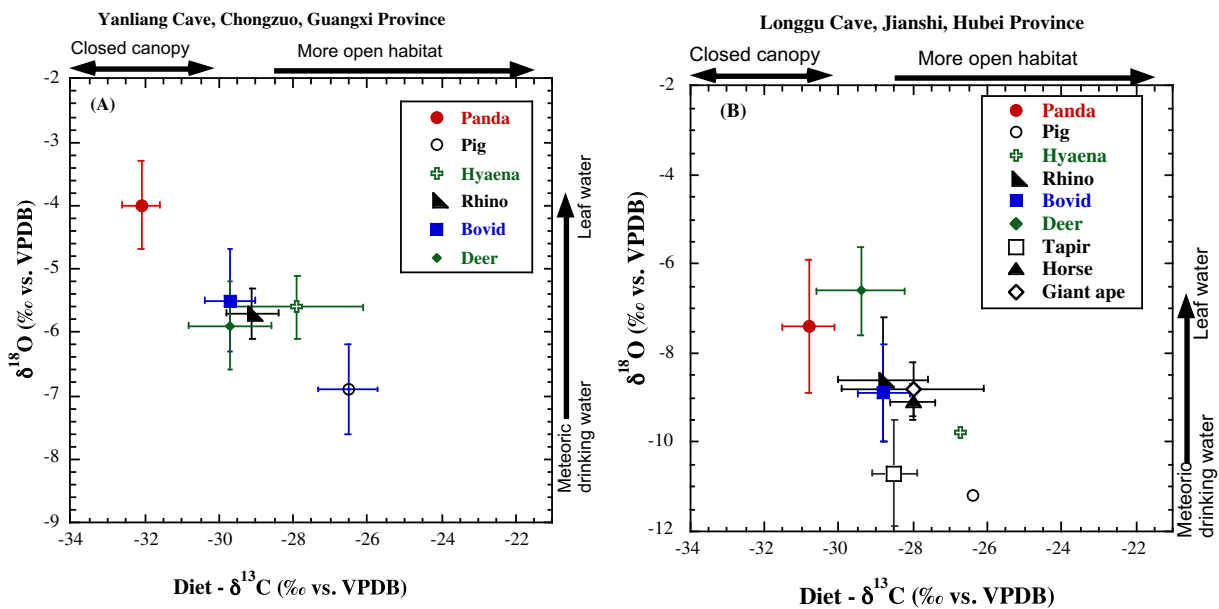 Yanliang Cave, Chongzuo, Guangxi Province
Closed canopy
More open habitat
(A)
Panda
Pig
Hyaena
Rhino
Bovid
Deer
-2
-3
-4
-5
-6
-7
-8
-9
δ¹⁸O (‰ vs. VPDB)
-34
-32
-30
-28
-26
-24
-22
Diet - δ¹³C (‰ vs. VPDB)
Leaf water
Meteoric
drinking water
Longgu Cave, Jianshi, Hubei Province
Closed canopy
More open habitat
(B)
Panda
Pig
Hyaena
Rhino
Bovid
Deer
Tapir
Horse
Giant ape
-2
-4
-6
-8
-10
-12
δ¹⁸O (‰ vs. VPDB)
-34
-32
-30
-28
-26
-24
-22
Diet - δ¹³C (‰ vs. VPDB)
Leaf water
Meteoric
drinking water